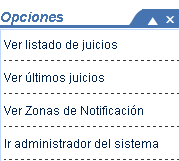 Opciones
Ver listado de juicios
Ver últimos juicios
Ver Zonas de Notificación
Ir administrador del sistema